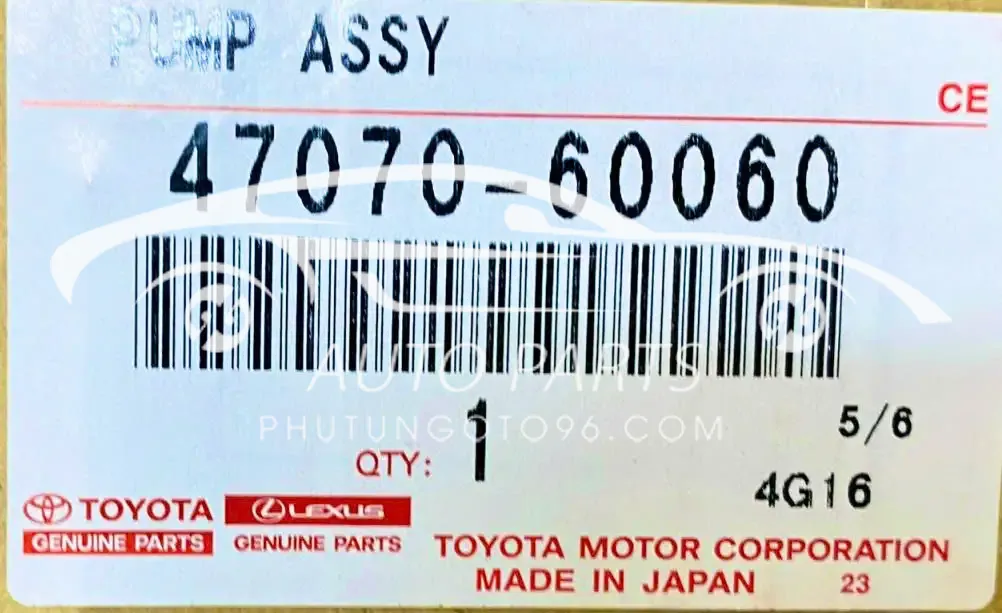 PUMP ASSY
CE
47070-60060
AUTO PARTS
PHUTUNGOTO96.COM
5/6
QTY: 1
4G16
TOYOTA LEXUS
GENUINE PARTS GENUINE PARTS
TOYOTA MOTOR CORPORATION
MADE IN JAPAN 23